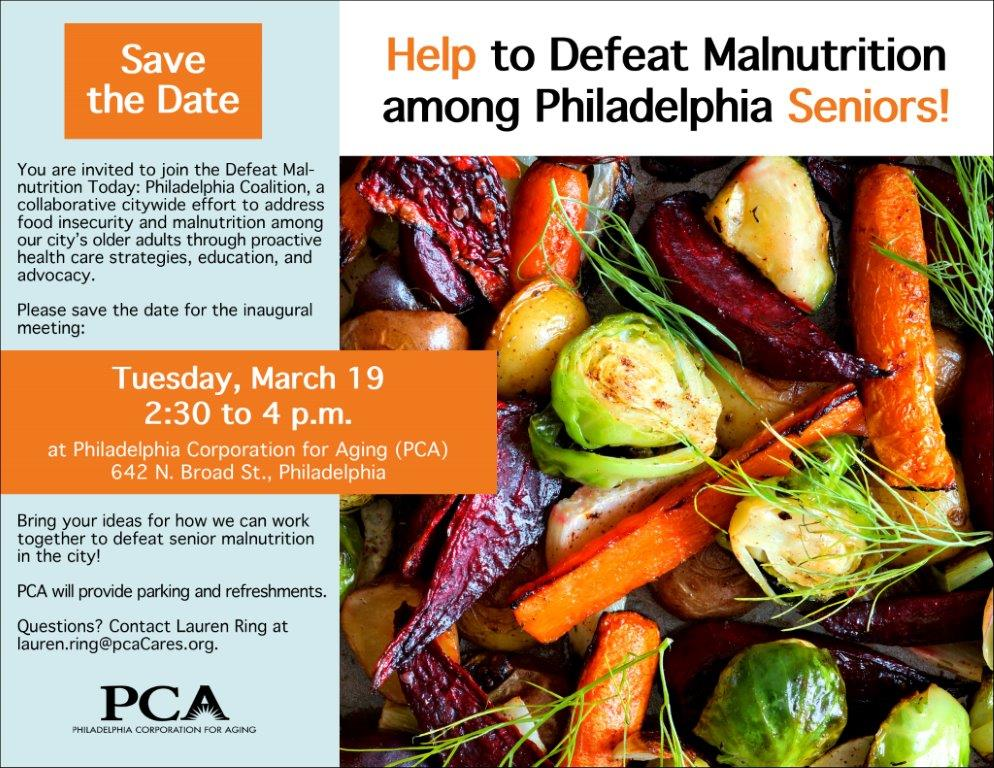 Save
the Date
Help to Defeat Malnutrition
among Philadelphia Seniors!
You are invited to join the Defeat Mal-
nutrition Today: Philadelphia Coalition, a
collaborative citywide effort to address
food insecurity and malnutrition among
our city's older adults through proactive
health care strategies, education, and
advocacy.
Please save the date for the inaugural
meeting:
Tuesday, March 19
2:30 to 4 p.m.
at Philadelphia Corporation for Aging (PCA)
642 N. Broad St., Philadelphia
Bring your ideas for how we can work
together to defeat senior malnutrition
in the city!
PCA will provide parking and refreshments.
Questions? Contact Lauren Ring at
lauren.ring@pcaCares.org.
PCA
PHILADELPHIA CORPORATION FOR AGING